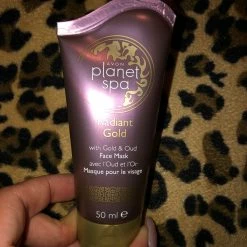 AVON
planet
spa
Radiant
Gold
with Gold & Oud
Face Mask
avec l'Oud et l'Or
Masque pour le visage
50 ml e